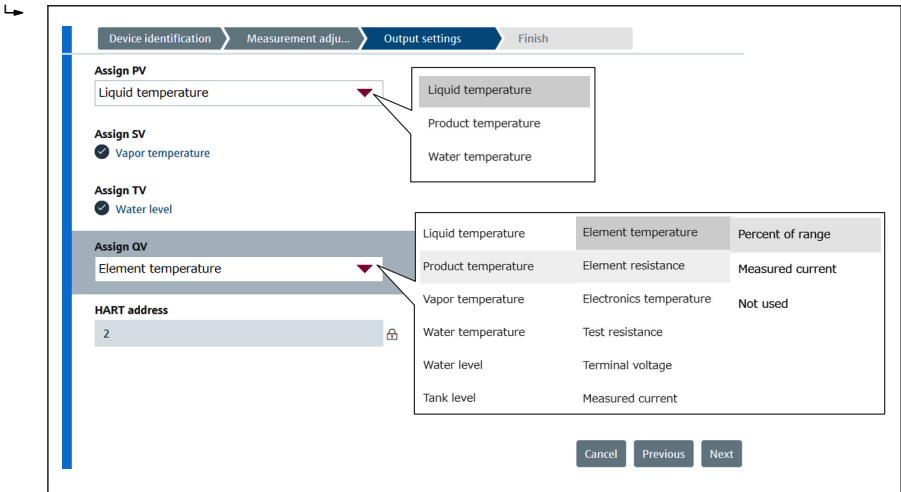 Device identification
Measurement adju...
Output settings
Finish
Assign PV
Liquid temperature
Liquid temperature
Product temperature
Water temperature
Assign SV
Vapor temperature
Assign TV
Water level
Assign QV
Element temperature
Liquid temperature
Element temperature
Percent of range
Product temperature
Element resistance
Measured current
Vapor temperature
Electronics temperature
Not used
Water temperature
Test resistance
Water level
Terminal voltage
Tank level
Measured current
HART address
2
Cancel
Previous
Next